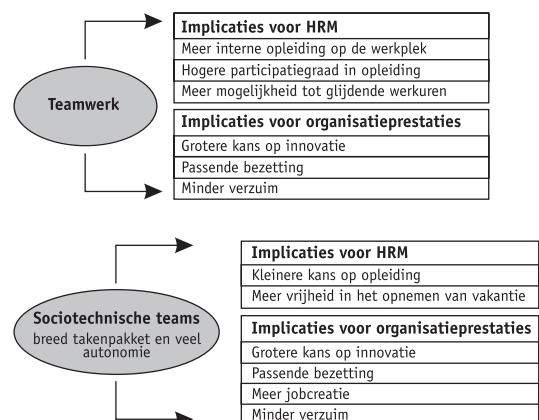 Implicaties voor HRM
Meer interne opleiding op de werkplek
Hogere participatiegraad in opleiding
Meer mogelijkheid tot glijdende werkuren
Teamwerk
Implicaties voor organisatieprestaties
Grotere kans op innovatie
Passende bezetting
Minder verzuim
Implicaties voor HRM
Kleinere kans op opleiding
Meer vrijheid in het opnemen van vakantie
Sociotechnische teams
breed takenpakket en veel
autonomie
Implicaties voor organisatieprestaties
Grotere kans op innovatie
Passende bezetting
Meer jobcreatie
Minder verzuim